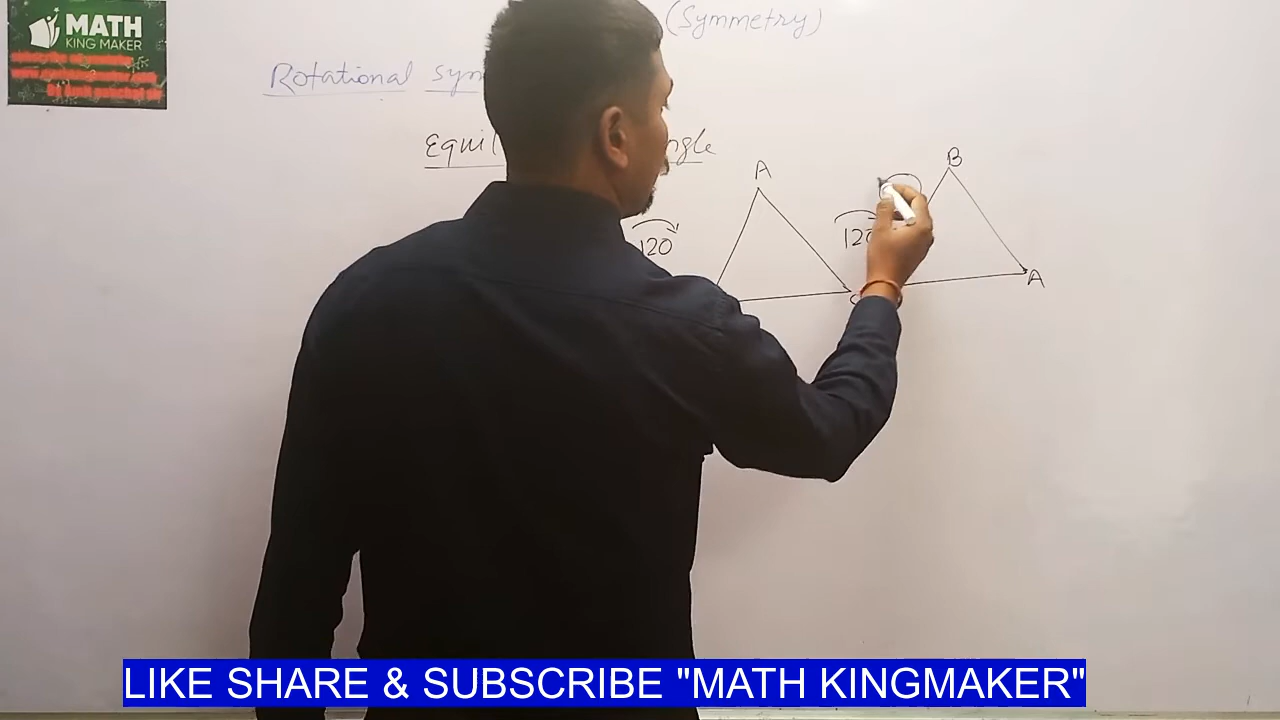 MATH
KING MAKER
(Symmetry)
Rotational sym
Equil ngle
A
B
120
120
C
A
LIKE SHARE & SUBSCRIBE "MATH KINGMAKER"